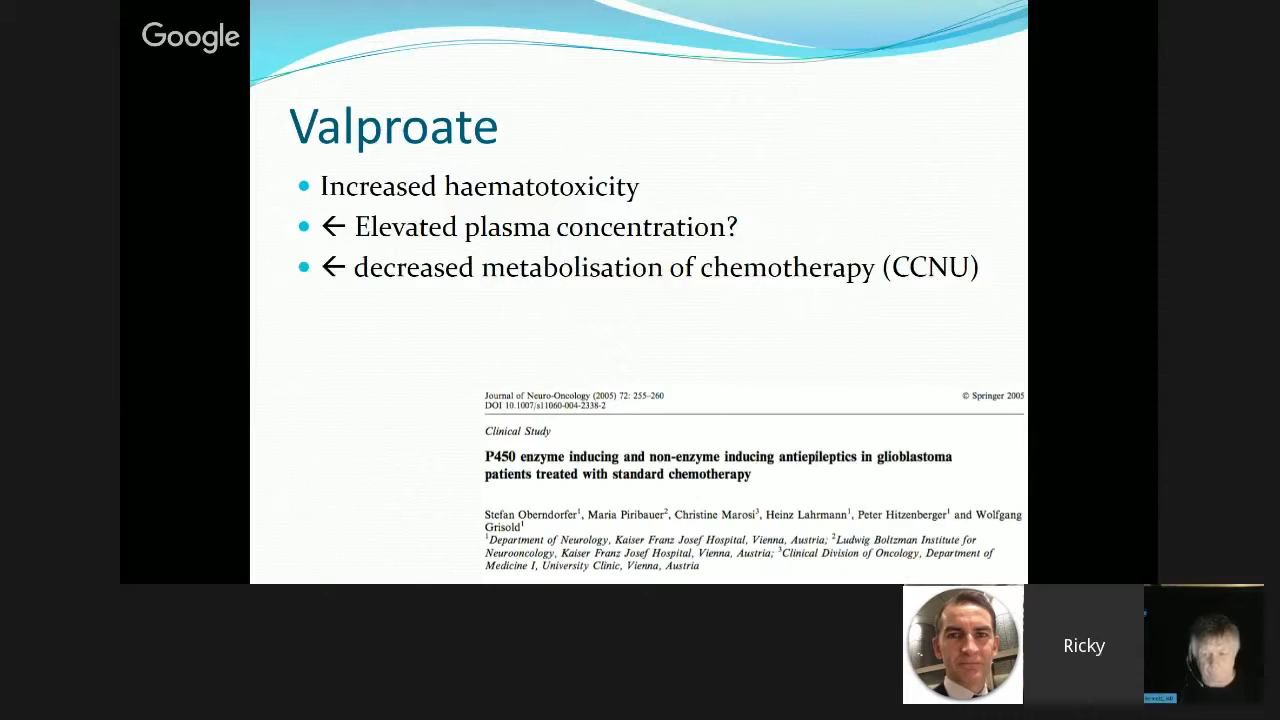 Google
Valproate
Increased haematotoxicity
← Elevated plasma concentration?
← decreased metabolisation of chemotherapy (CCNU)
Journal of Neuro-Oncology (2005) 72: 255–260
© Springer 2005
DOI 10.1007/s11060-004-2338-2
Clinical Study
P450 enzyme inducing and non-enzyme inducing antiepileptics in glioblastoma
patients treated with standard chemotherapy
Stefan Oberndorfer1, Maria Piribauer2, Christine Marosi3, Heinz Lahrmann1, Peter Hitzenberger1 and Wolfgang
Grisold1
1Department of Neurology, Kaiser Franz Josef Hospital, Vienna, Austria; 2Ludwig Boltzman Institute for
Neurooncology, Kaiser Franz Josef Hospital, Vienna, Austria; 3Clinical Division of Oncology, Department of
Medicine I, University Clinic, Vienna, Austria
Ricky